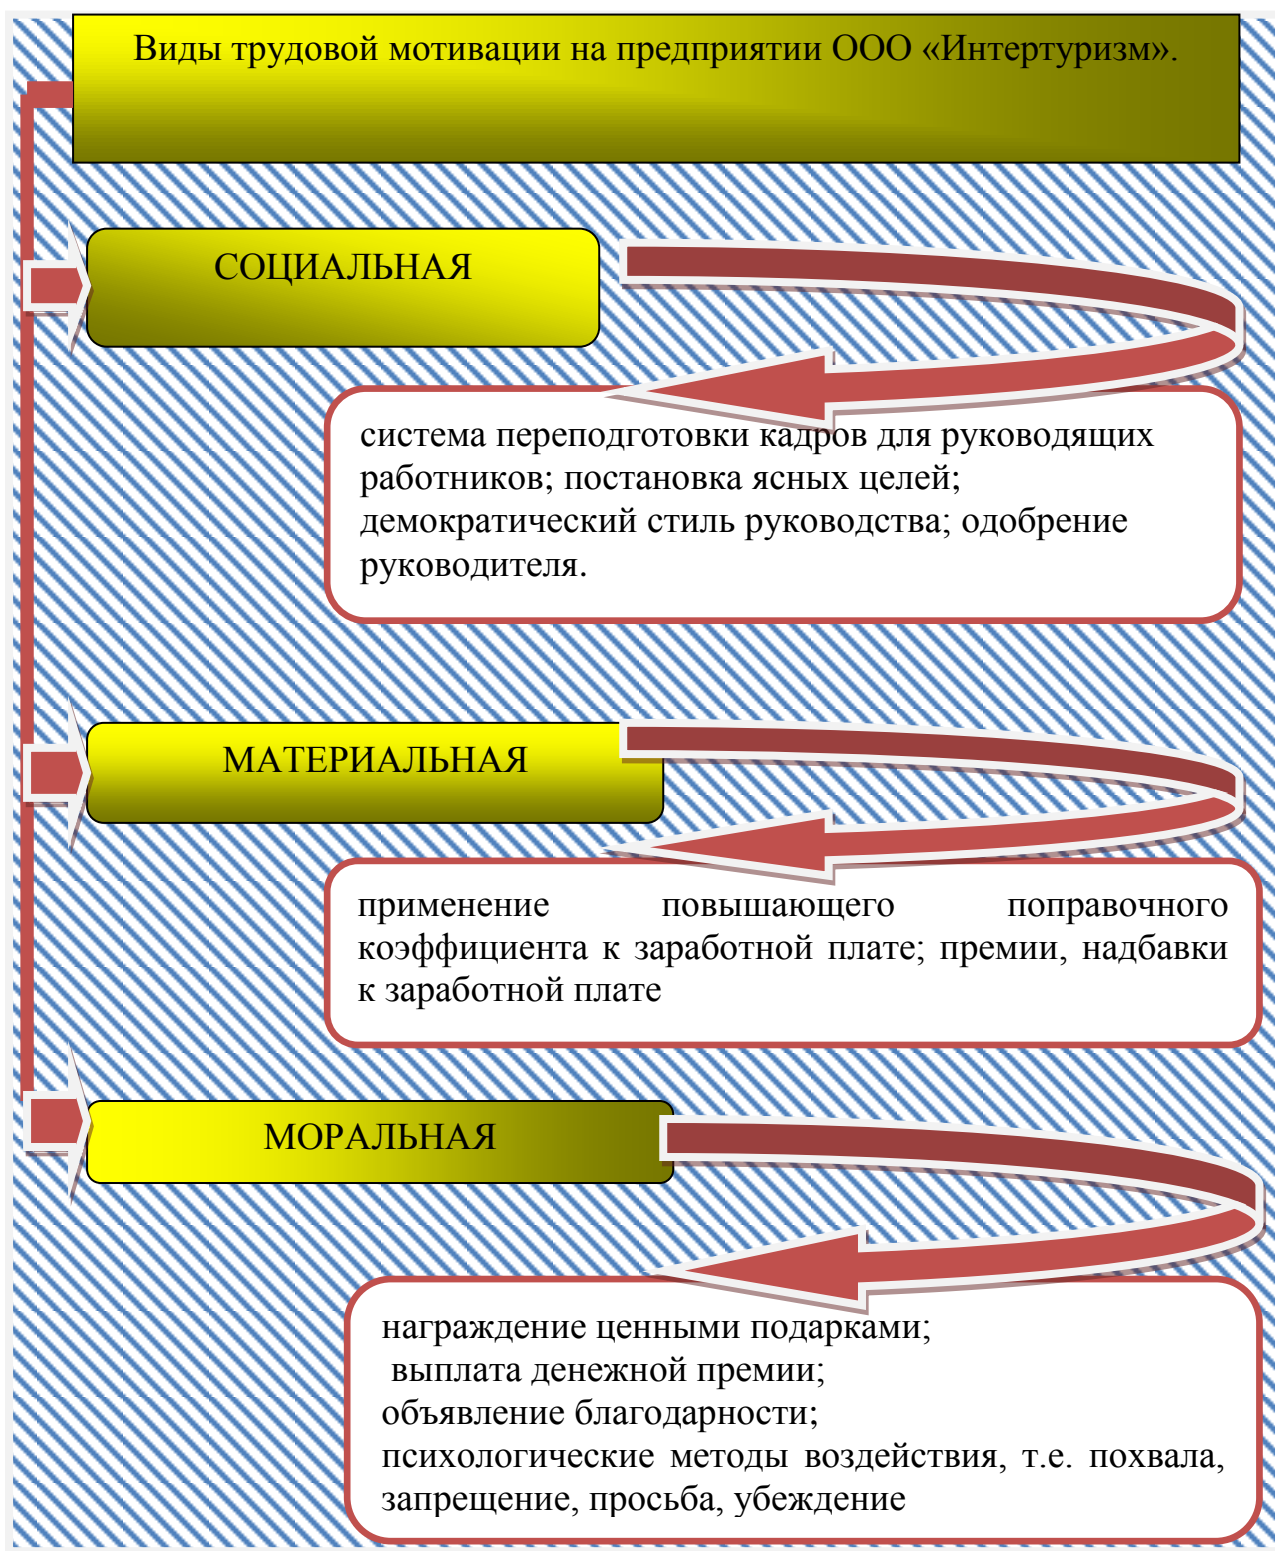 Виды трудовой мотивации на предприятии ООО «Интертуризм».
СОЦИАЛЬНАЯ
система переподготовки кадров для руководящих
работников; постановка ясных целей;
демократический стиль руководства; одобрение
руководителя.
МАТЕРИАЛЬНАЯ
применение повышающего поправочного
коэффициента к заработной плате; премии, надбавки
к заработной плате
МОРАЛЬНАЯ
награждение ценными подарками;
выплата денежной премии;
объявление благодарности;
психологические методы воздействия, т.е. похвала,
запрещение, просьба, убеждение